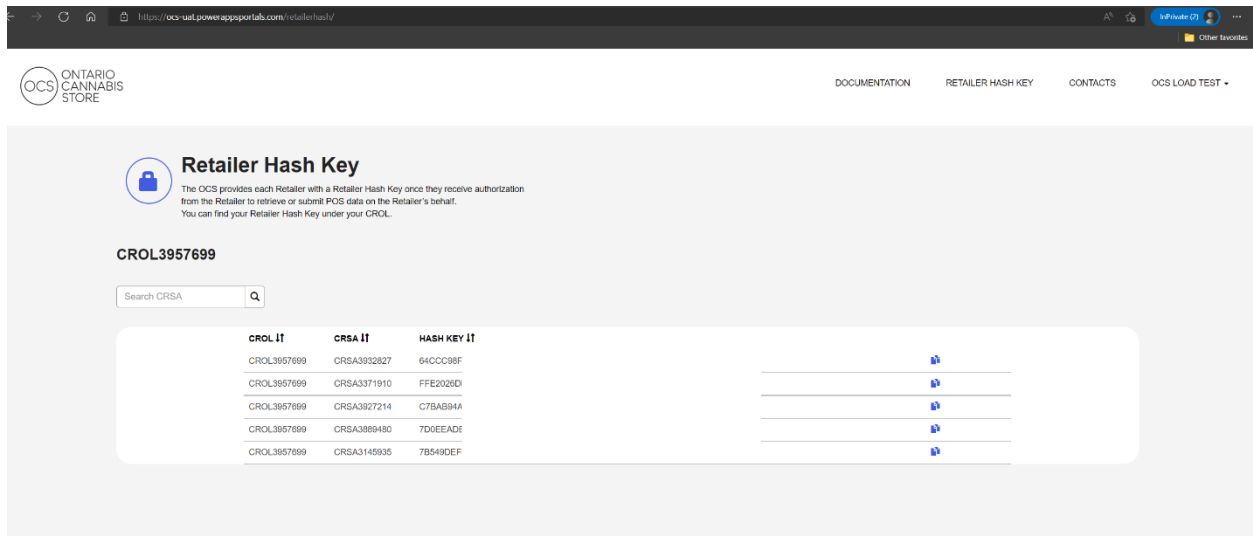 https://ocs-uat.powerappsportals.com/retailerhash/
InPrivate (2)
Other favorites
OCS ONTARIO CANNABIS STORE
DOCUMENTATION RETAILER HASH KEY CONTACTS OCS LOAD TEST
Retailer Hash Key
The OCS provides each Retailer with a Retailer Hash Key once they receive authorization
from the Retailer to retrieve or submit POS data on the Retailer's behalf.
You can find your Retailer Hash Key under your CROL.
CROL3957699
Search CRSA
CROL CRSA HASH KEY
CROL3957699 CRSA3932827 64CCC98F
CROL3957699 CRSA3371910 FFE2026D
CROL3957699 CRSA3927214 C7BAB94A
CROL3957699 CRSA3889480 7D0EEADE
CROL3957699 CRSA3145935 7B549DEF